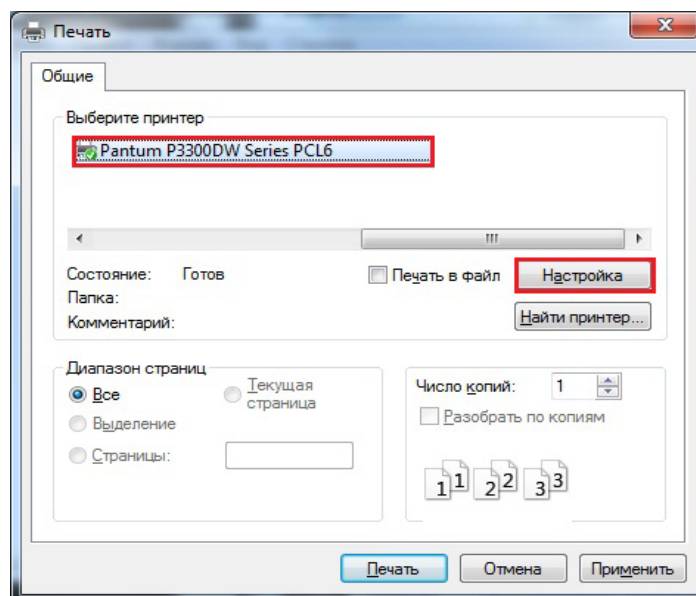 Печать
Общие
Выберите принтер
Pantum P3300DW Series PCL6
Состояние: Готов
Печать в файл
Настройка
Папка:
Комментарий:
Найти принтер...
Диапазон страниц
Все
Текущая страница
Выделение
Страницы:
Число копий: 1
Разобрать по копиям
1 1 2 2 3 3
Печать Отмена Применить